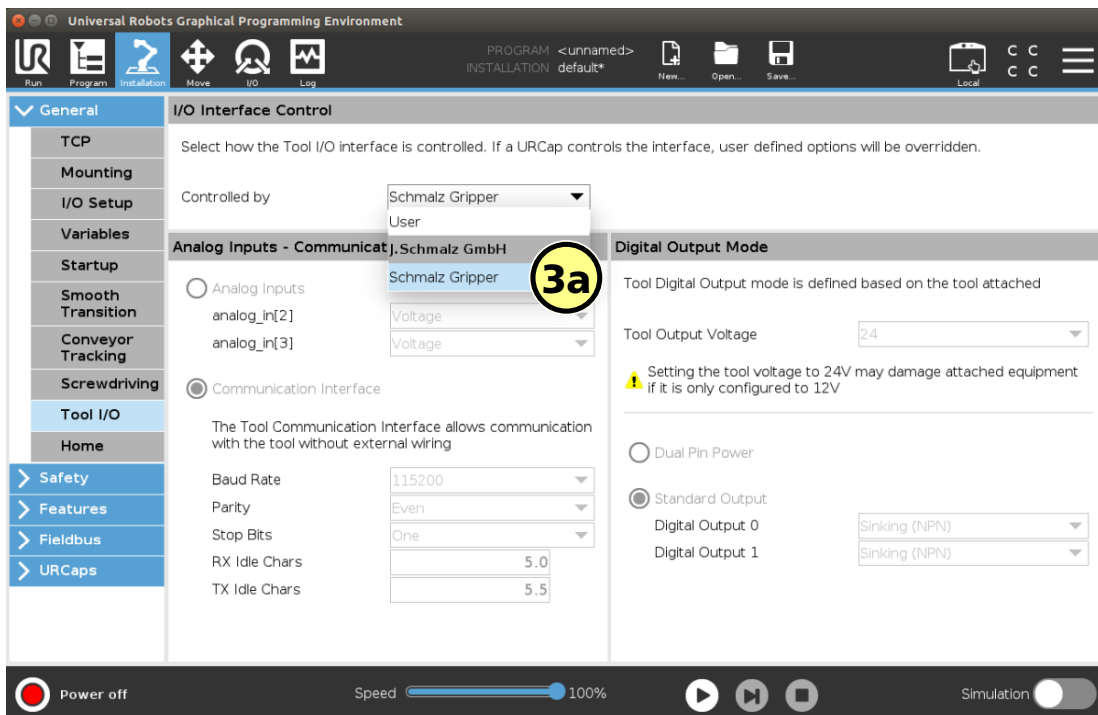 Universal Robots Graphical Programming Environment
UR
Run
Program
Installation
Move
I/O
Log
PROGRAM <unnamed>
INSTALLATION default*
New...
Open...
Save...
Local
C C
C C
General
TCP
Mounting
I/O Setup
Variables
Startup
Smooth
Transition
Conveyor
Tracking
Screwdriving
Tool I/O
Home
Safety
Features
Fieldbus
URCaps
I/O Interface Control
Select how the Tool I/O interface is controlled. If a URCap controls the interface, user defined options will be overridden.
Controlled by
Schmalz Gripper
User
J.Schmalz GmbH
Schmalz Gripper
3a
Analog Inputs - Communicat
Analog Inputs
analog_in[2] Voltage
analog_in[3] Voltage
Communication Interface
The Tool Communication Interface allows communication
with the tool without external wiring
Baud Rate 115200
Parity Even
Stop Bits One
RX Idle Chars 5.0
TX Idle Chars 5.5
Digital Output Mode
Tool Digital Output mode is defined based on the tool attached
Tool Output Voltage 24
Setting the tool voltage to 24V may damage attached equipment
if it is only configured to 12V
Dual Pin Power
Standard Output
Digital Output 0 Sinking (NPN)
Digital Output 1 Sinking (NPN)
Power off
Speed 100%
Simulation